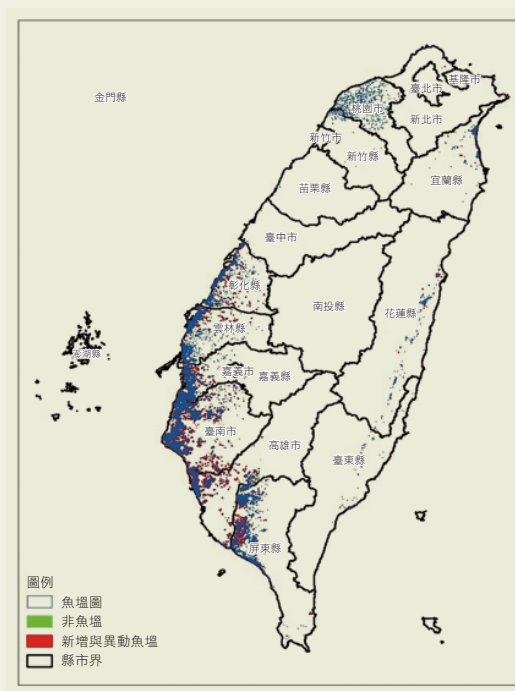 金門縣
基隆市
臺北市
桃園市
新北市
新竹市
新竹縣
宜蘭縣
苗栗縣
臺中市
彰化縣
南投縣
花蓮縣
雲林縣
澎湖縣
嘉義市
嘉義縣
臺南市
高雄市
臺東縣
屏東縣
圖例
魚塭圖
非魚塭
新增與異動魚塭
縣市界